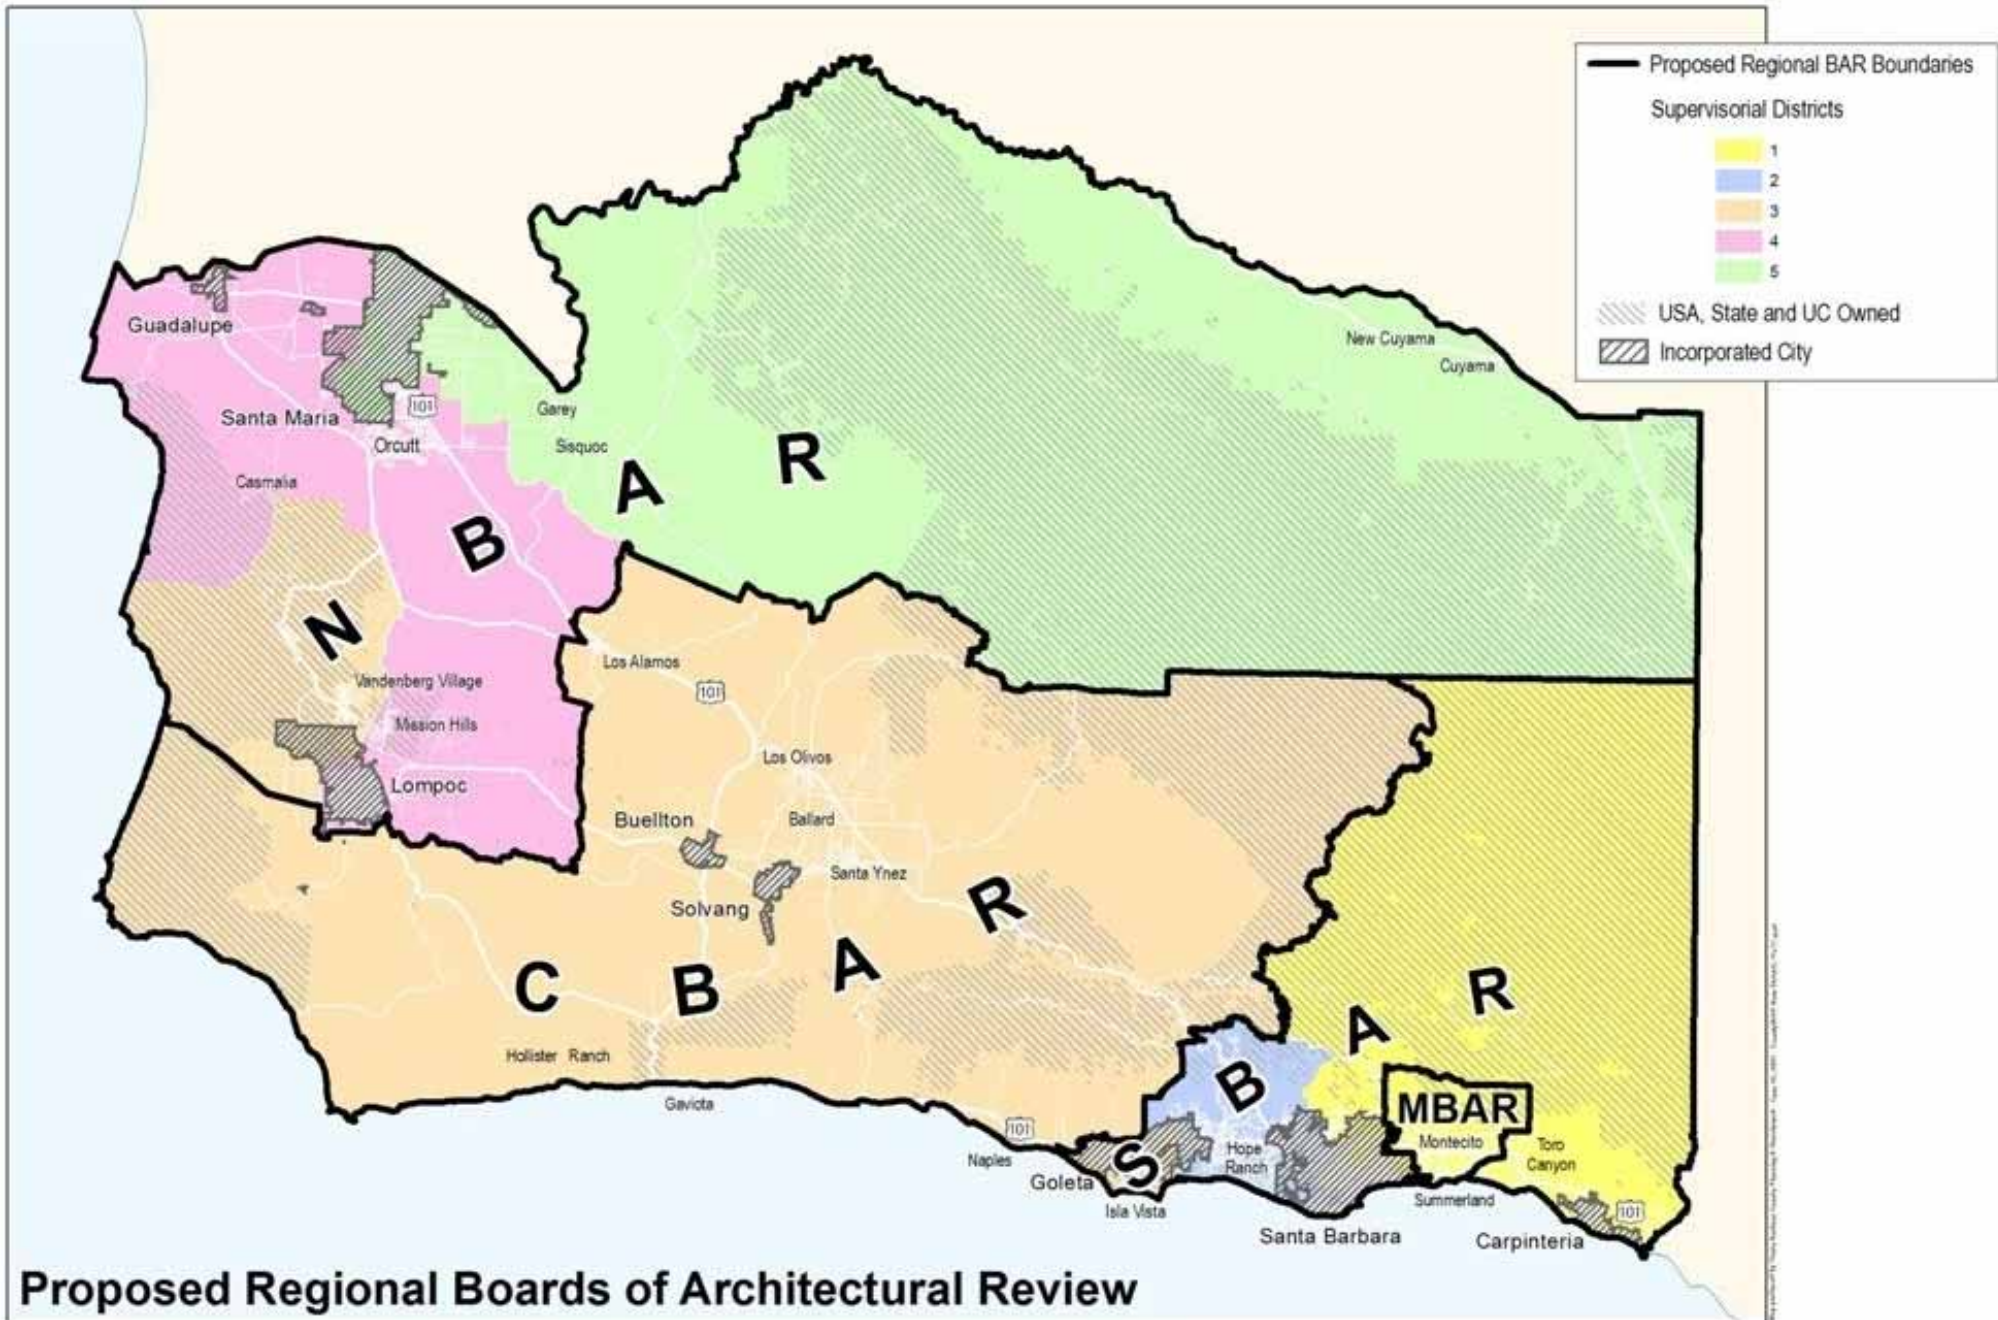 Proposed Regional BAR Boundaries
Supervisorial Districts
1
2
3
4
5
USA, State and UC Owned
Incorporated City
Guadalupe
Santa Maria
101
Orcutt
Garey
Sisquoc
Casmalia
New Cuyama
Cuyama
N B A R
Vandenberg Village
Mission Hills
Lompoc
Los Alamos
101
Los Olivos
Ballard
Buellton
Santa Ynez
Solvang
C B A R
Hollister Ranch
Gaviota
101
Naples
Goleta
Isla Vista
S B A R
Hope
Ranch
MBAR
Montecito
Toro
Canyon
Summerland
Santa Barbara
Carpinteria
101
Proposed Regional Boards of Architectural Review